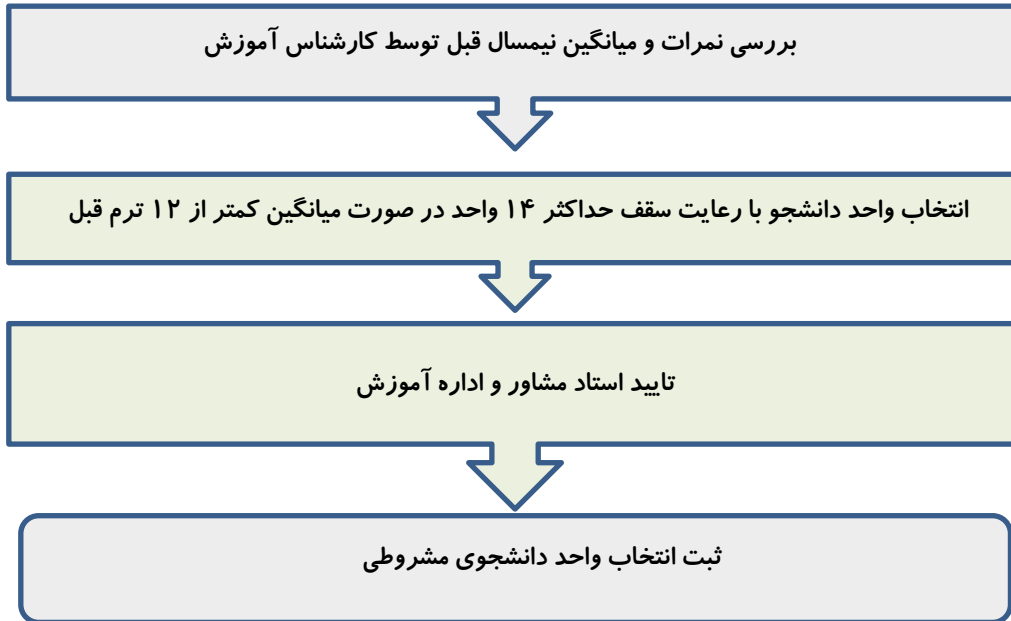 بررسی نمرات و میانگین نیمسال قبل توسط کارشناس آموزش
انتخاب واحد دانشجو با رعایت سقف حداکثر ۱۴ واحد در صورت میانگین کمتر از ۱۲ ترم قبل
تایید استاد مشاور و اداره آموزش
ثبت انتخاب واحد دانشجوی مشروطی